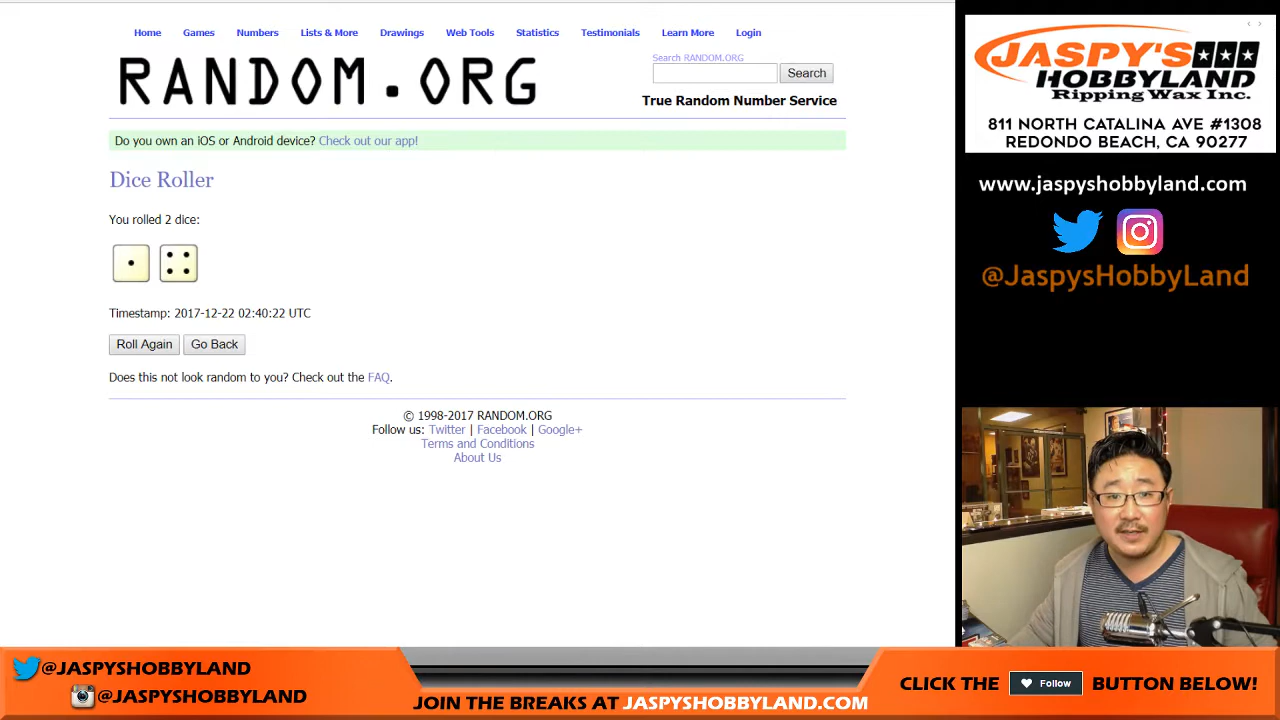 Home Games Numbers Lists & More Drawings Web Tools Statistics Testimonials Learn More Login
RANDOM.ORG
Search RANDOM.ORG
Search
True Random Number Service
Do you own an iOS or Android device? Check out our app!
Dice Roller
You rolled 2 dice:
Timestamp: 2017-12-22 02:40:22 UTC
Roll Again Go Back
Does this not look random to you? Check out the FAQ.
© 1998-2017 RANDOM.ORG
Follow us: Twitter | Facebook | Google+
Terms and Conditions
About Us
JASPY'S
HOBBYLAND
Ripping Wax Inc.
811 NORTH CATALINA AVE #1308
REDONDO BEACH, CA 90277
www.jaspyshobbyland.com
@JaspysHobbyLand
@JASPYSHOBBYLAND
@JASPYSHOBBYLAND
JOIN THE BREAKS AT JASPYSHOBBYLAND.COM
CLICK THE Follow BUTTON BELOW!